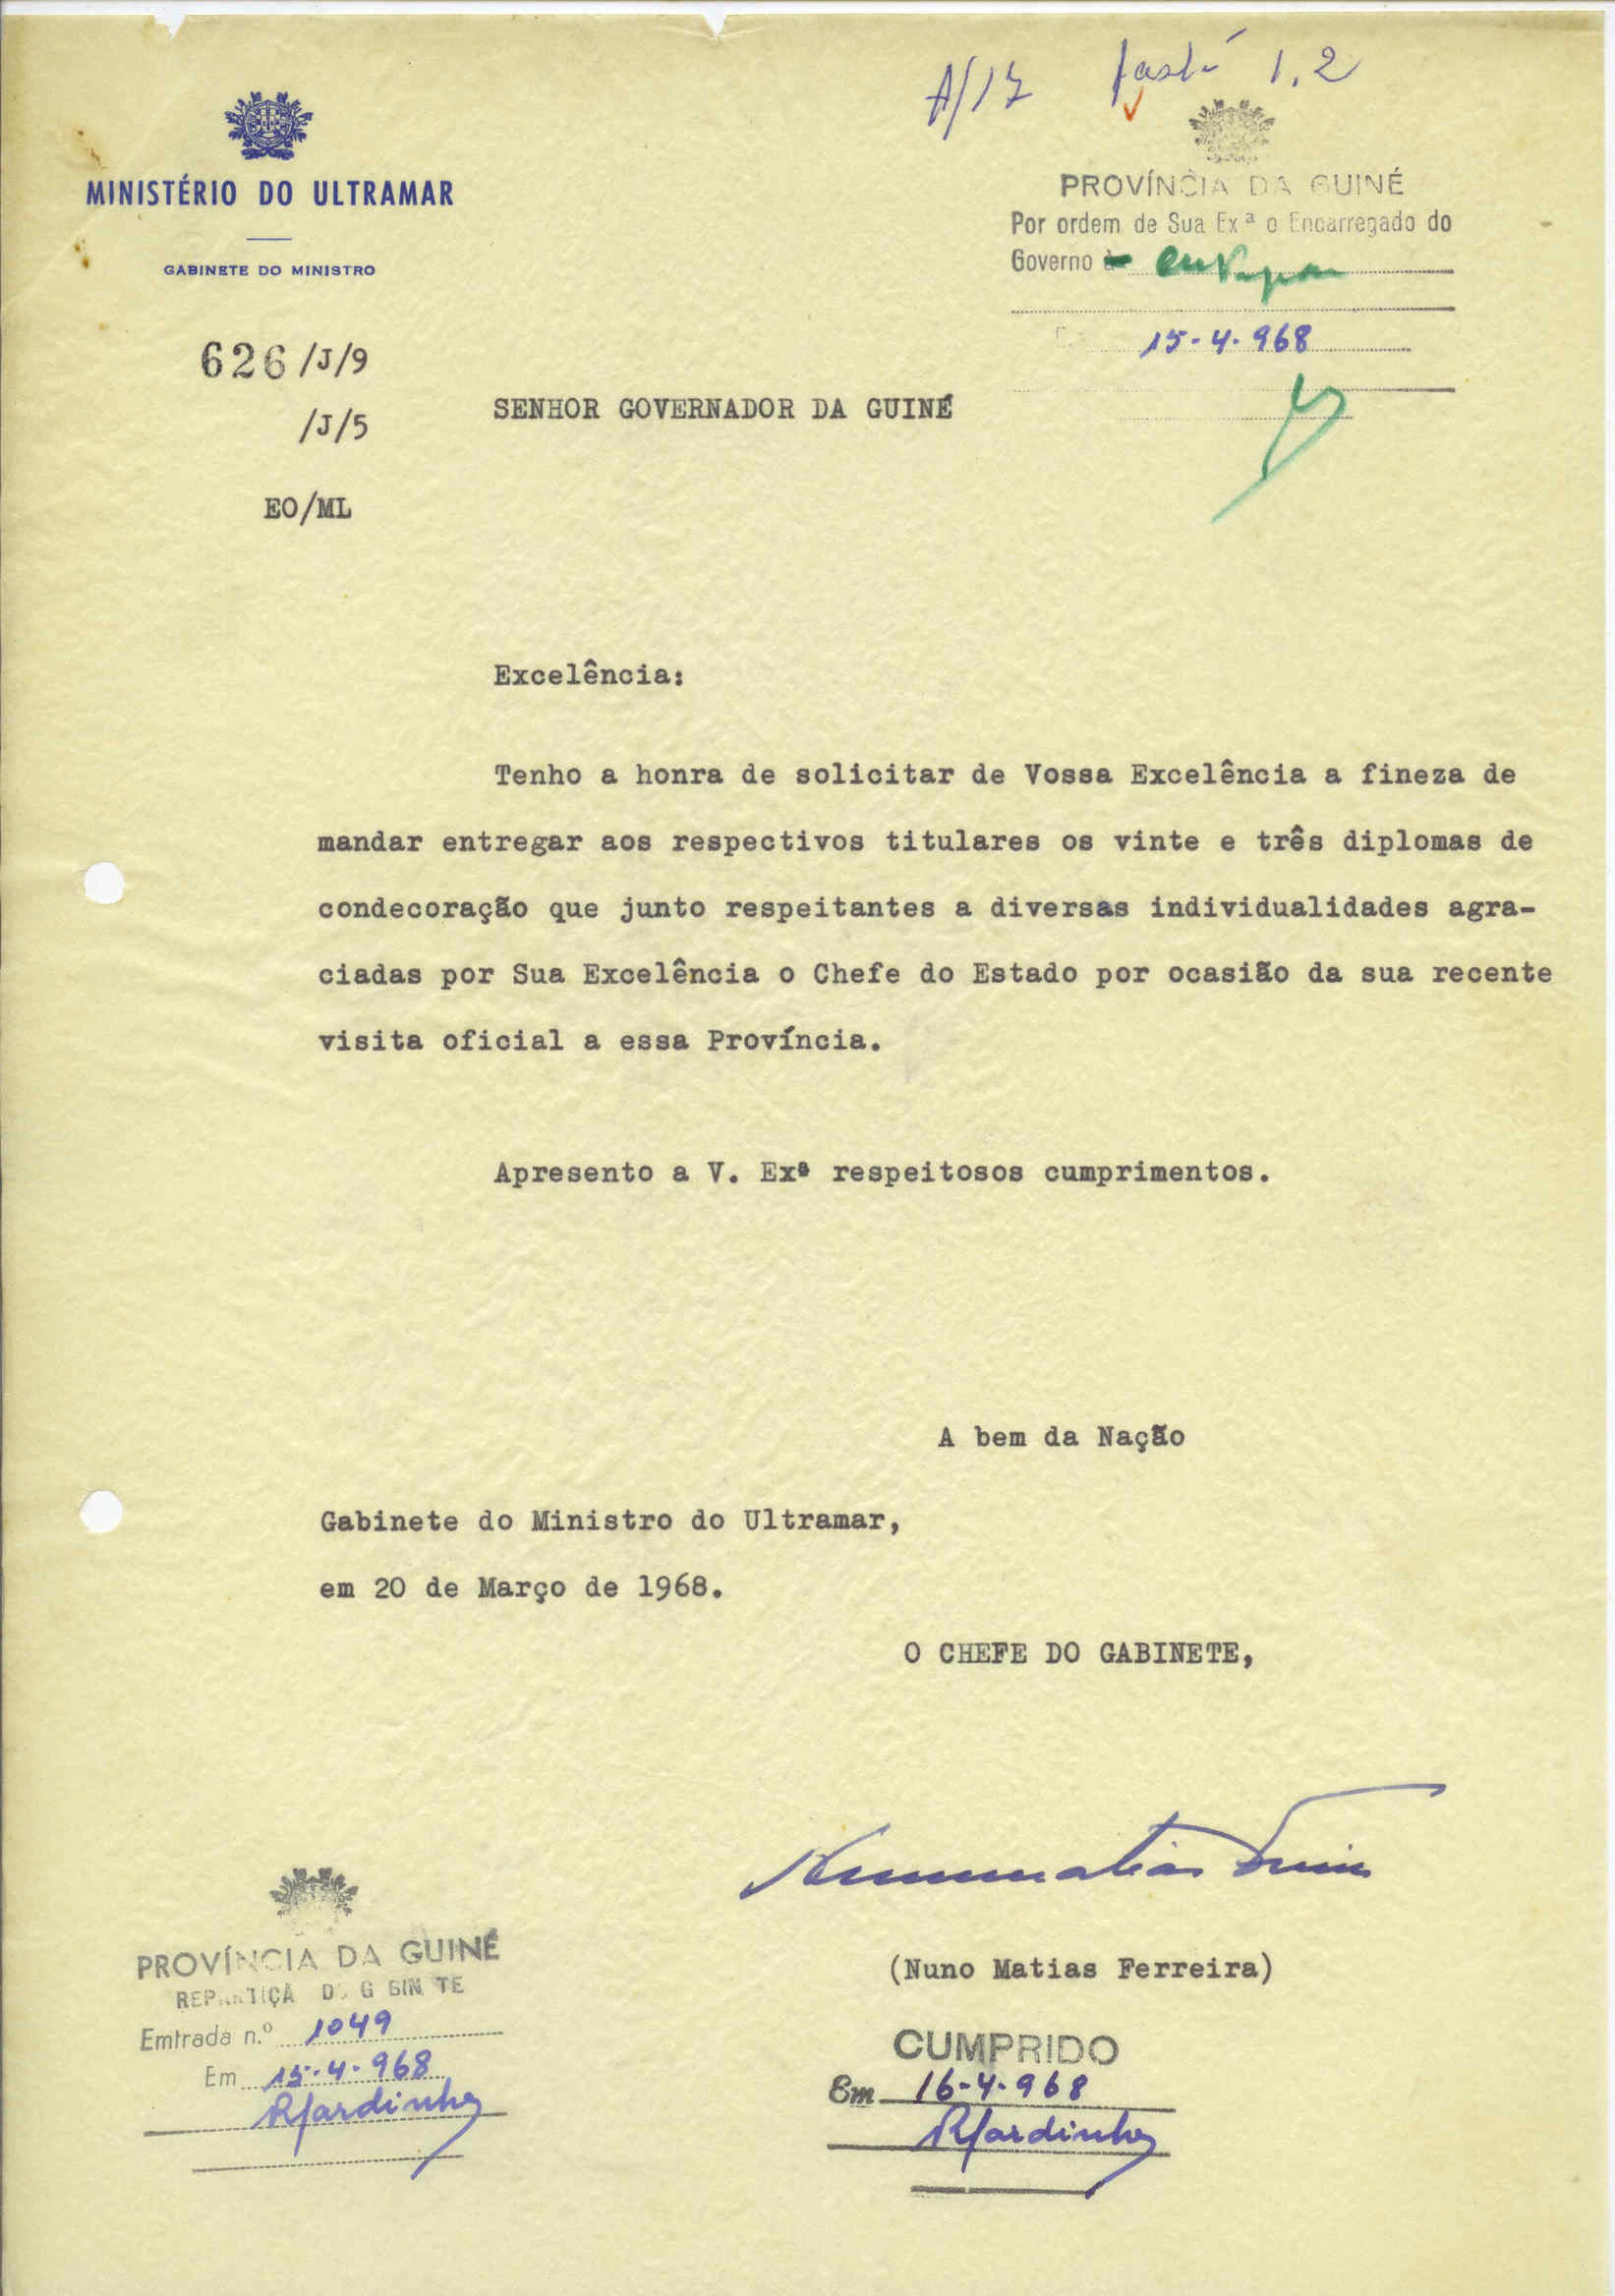 A/17 Pasta 1.2
MINISTÉRIO DO ULTRAMAR
GABINETE DO MINISTRO
PROVÍNCIA DA GUINÉ
Por ordem de Sua Exª o Encarregado do
Governo à
15-4-968
626/J/9
/J/5
EO/ML
SENHOR GOVERNADOR DA GUINÉ
Excelência:
Tenho a honra de solicitar de Vossa Excelência a fineza de
mandar entregar aos respectivos titulares os vinte e três diplomas de
condecoração que junto respeitantes a diversas individualidades agra-
ciadas por Sua Excelência o Chefe do Estado por ocasião da sua recente
visita oficial a essa Província.
Apresento a V. Exª respeitosos cumprimentos.
A bem da Nação
Gabinete do Ministro do Ultramar,
em 20 de Março de 1968.
O CHEFE DO GABINETE,
(Nuno Matias Ferreira)
PROVÍNCIA DA GUINÉ
REPARTIÇÃO DO GABINETE
Emtrada n.º 1049
Em 15-4-968
CUMPRIDO
Em 16-4-968